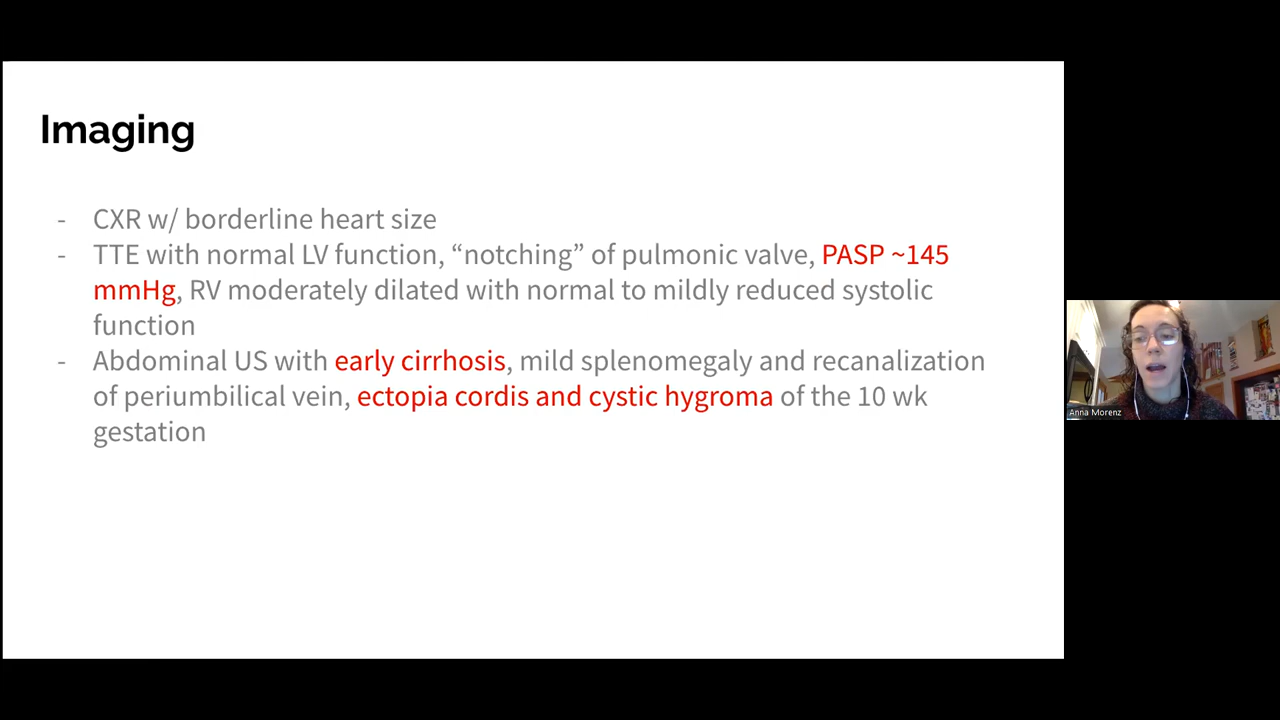 Imaging
- CXR w/ borderline heart size
- TTE with normal LV function, “notching” of pulmonic valve, PASP ~145
mmHg, RV moderately dilated with normal to mildly reduced systolic
function
- Abdominal US with early cirrhosis, mild splenomegaly and recanalization
of periumbilical vein, ectopia cordis and cystic hygroma of the 10 wk
gestation
Anna Morenz